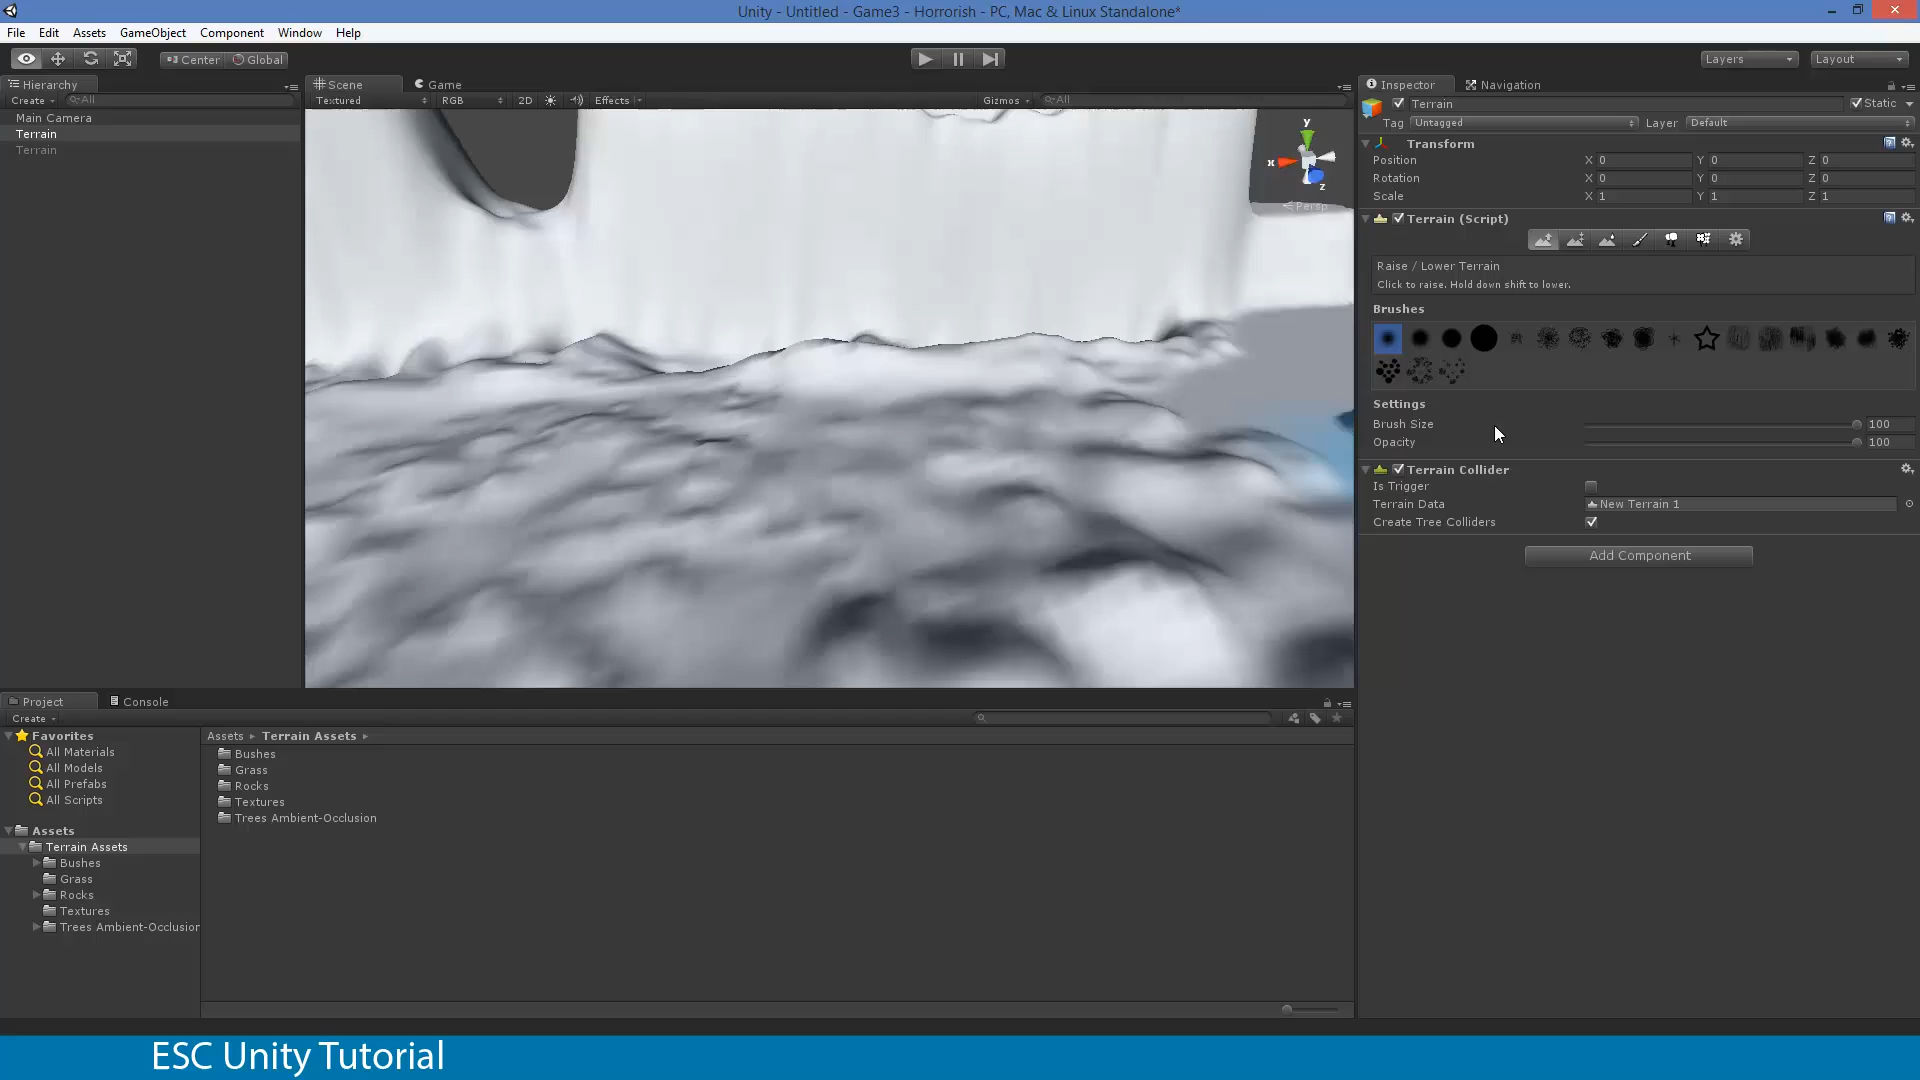 Unity - Untitled - Game3 - Horrorish - PC, Mac & Linux Standalone*
File Edit Assets GameObject Component Window Help
Center Global Layers Layout
Hierarchy
Create All
Main Camera
Terrain
Terrain
Scene Game
Textured RGB 2D Effects Gizmos All
y
x
z
Persp
Inspector Navigation
Terrain Static
Tag Untagged Layer Default
Transform
Position X 0 Y 0 Z 0
Rotation X 0 Y 0 Z 0
Scale X 1 Y 1 Z 1
Terrain (Script)
Raise / Lower Terrain
Click to raise. Hold down shift to lower.
Brushes
Settings
Brush Size 100
Opacity 100
Terrain Collider
Is Trigger
Terrain Data New Terrain 1
Create Tree Colliders
Add Component
Project Console
Create
Favorites
All Materials
All Models
All Prefabs
All Scripts
Assets
Terrain Assets
Bushes
Grass
Rocks
Textures
Trees Ambient-Occlusion
Assets Terrain Assets
Bushes
Grass
Rocks
Textures
Trees Ambient-Occlusion
ESC Unity Tutorial